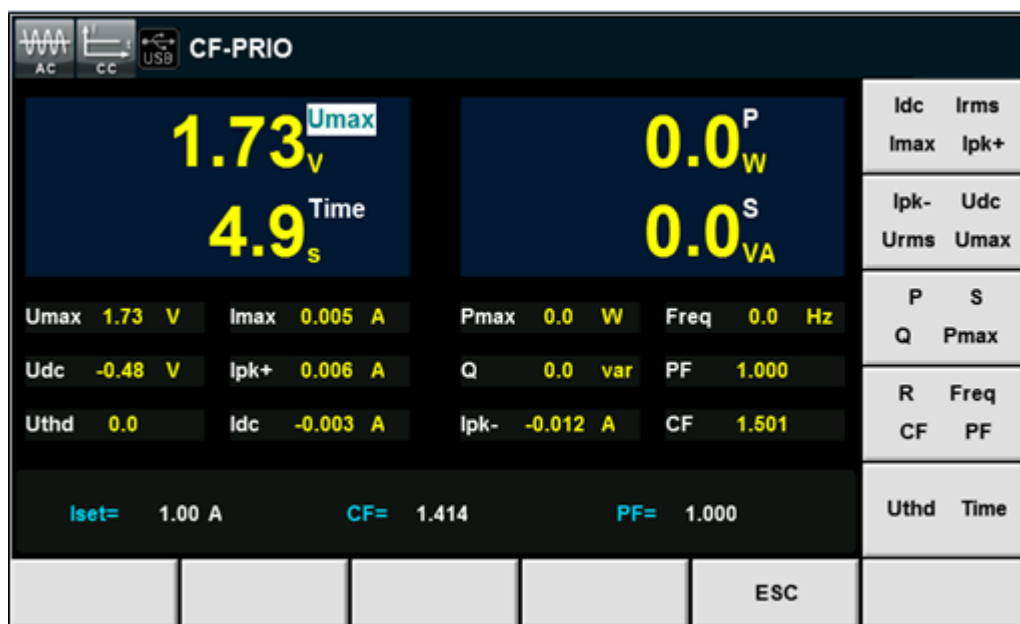 AC CC USB CF-PRIO
1.73 V Umax
0.0 W P
4.9 s Time
0.0 VA S
Umax 1.73 V Imax 0.005 A Pmax 0.0 W Freq 0.0 Hz
Udc -0.48 V Ipk+ 0.006 A Q 0.0 var PF 1.000
Uthd 0.0 Idc -0.003 A Ipk- -0.012 A CF 1.501
Iset= 1.00 A CF= 1.414 PF= 1.000
Idc Irms
Imax Ipk+
Ipk- Udc
Urms Umax
P S
Q Pmax
R Freq
CF PF
Uthd Time
ESC